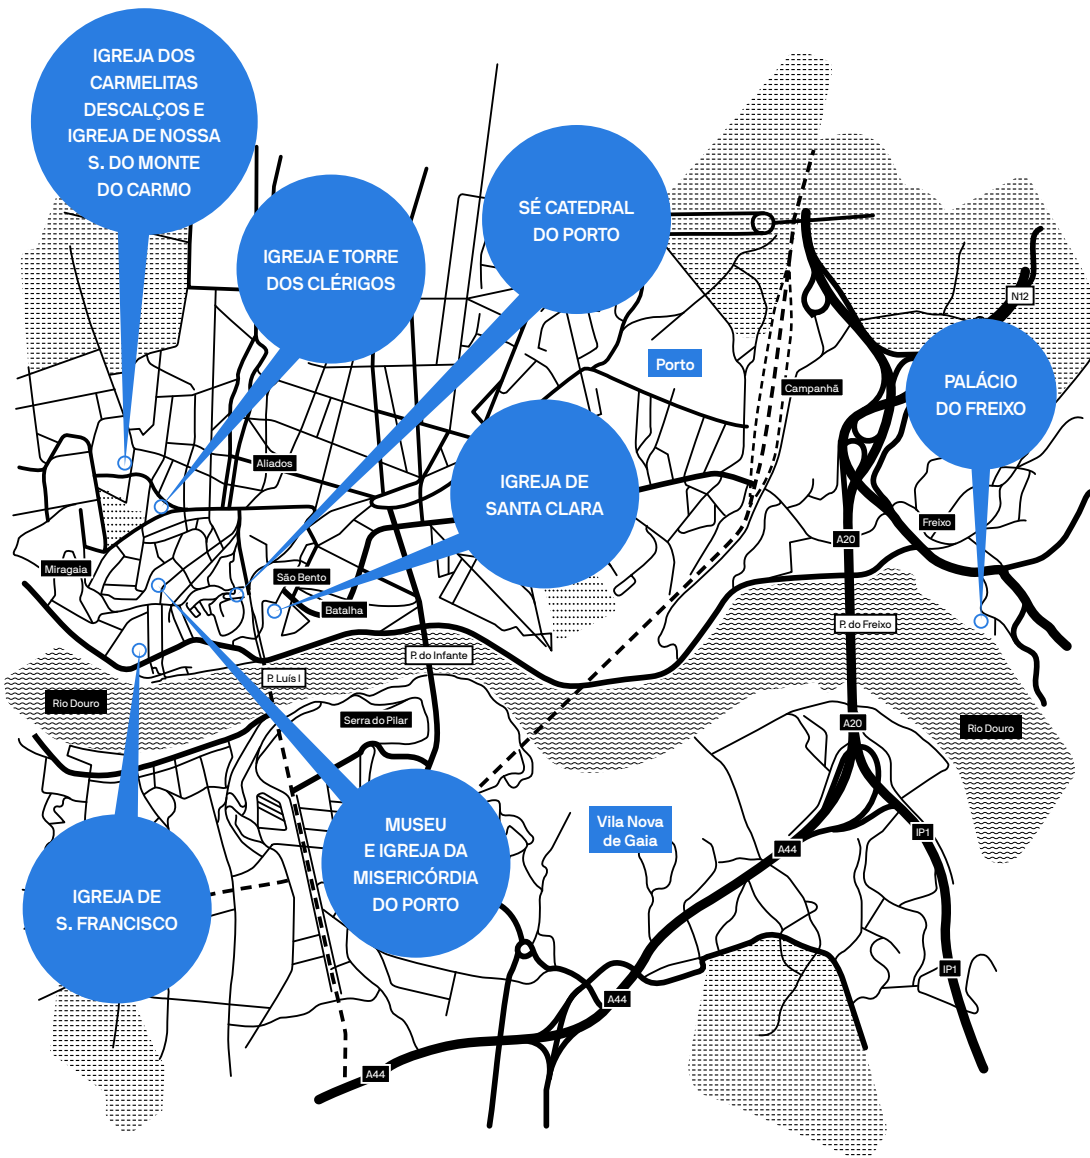 IGREJA DOS
CARMELITAS
DESCALÇOS E
IGREJA DE NOSSA
S. DO MONTE
DO CARMO
SÉ CATEDRAL
DO PORTO
IGREJA E TORRE
DOS CLÉRIGOS
N12
Porto
Campanhã
PALÁCIO
DO FREIXO
Aliados
IGREJA DE
SANTA CLARA
Freixo
A20
Miragaia
São Bento
Batalha
P. do Freixo
P. do Infante
P. Luís I
Rio Douro
Serra do Pilar
A20
Rio Douro
Vila Nova
de Gaia
IP1
A44
MUSEU
E IGREJA DA
MISERICÓRDIA
DO PORTO
IGREJA DE
S. FRANCISCO
IP1
A44
A44